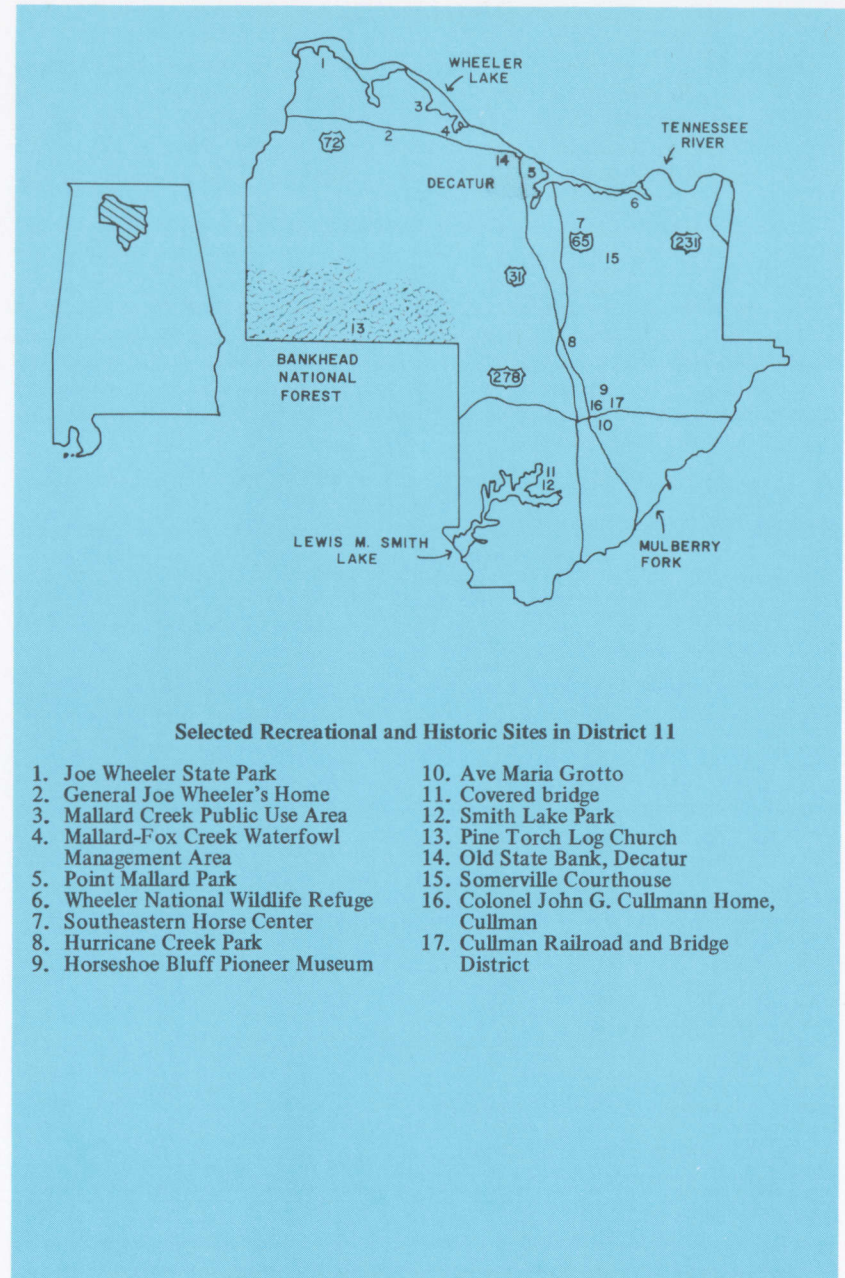 1
WHEELER
LAKE
3
4
72
2
14
TENNESSEE
RIVER
5
DECATUR
6
7
65
231
15
31
13
8
BANKHEAD
NATIONAL
FOREST
278
9
16 17
10
11
12
LEWIS M. SMITH
LAKE
MULBERRY
FORK
Selected Recreational and Historic Sites in District 11
1. Joe Wheeler State Park
2. General Joe Wheeler's Home
3. Mallard Creek Public Use Area
4. Mallard-Fox Creek Waterfowl
Management Area
5. Point Mallard Park
6. Wheeler National Wildlife Refuge
7. Southeastern Horse Center
8. Hurricane Creek Park
9. Horseshoe Bluff Pioneer Museum
10. Ave Maria Grotto
11. Covered bridge
12. Smith Lake Park
13. Pine Torch Log Church
14. Old State Bank, Decatur
15. Somerville Courthouse
16. Colonel John G. Cullmann Home,
Cullman
17. Cullman Railroad and Bridge
District